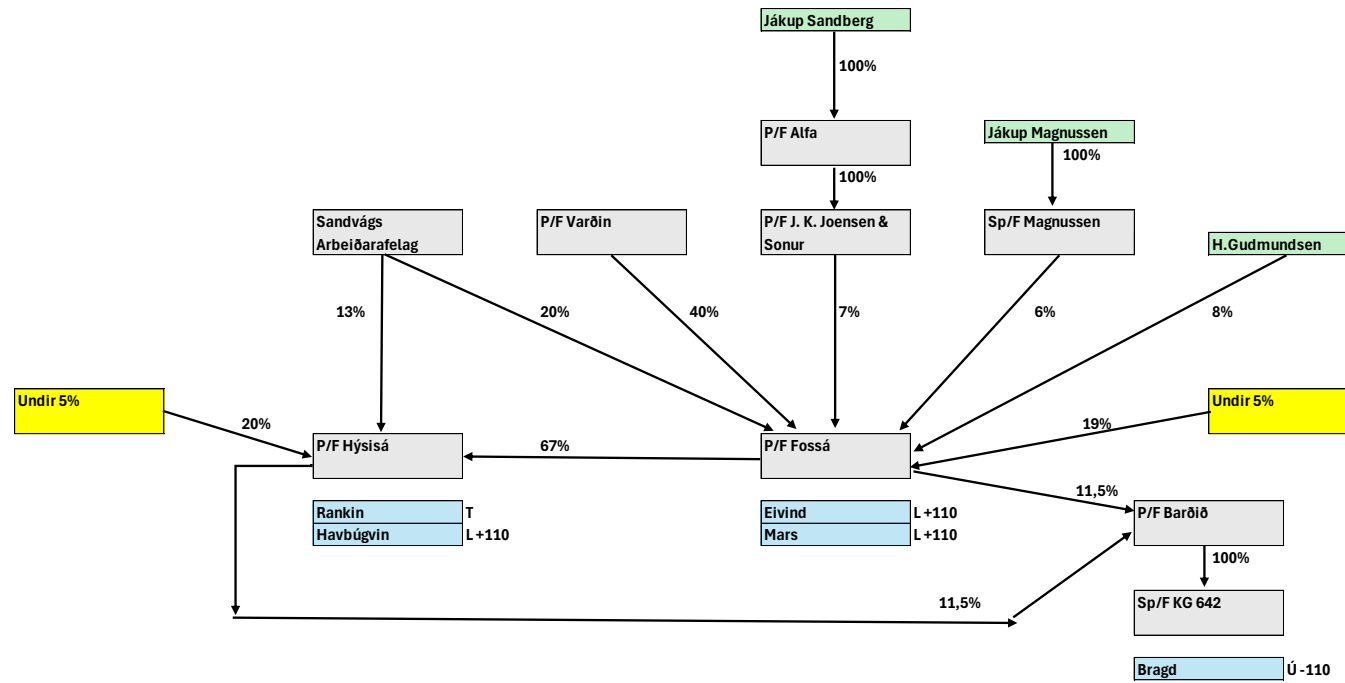 Jákup Sandberg
100%
P/F Alfa
Jákup Magnussen
100%
100%
Sandvágs
Arbeiðarafelag
P/F Varðin
P/F J. K. Joensen &
Sonur
Sp/F Magnussen
H.Gudmundsen
13%
20%
40%
7%
6%
8%
Undir 5%
Undir 5%
20%
19%
P/F Hýsisá
67%
P/F Fossá
11,5%
Rankin T
Eivind L +110
P/F Barðið
Havbúgvin L +110
Mars L +110
100%
11,5%
Sp/F KG 642
Bragd Ú -110